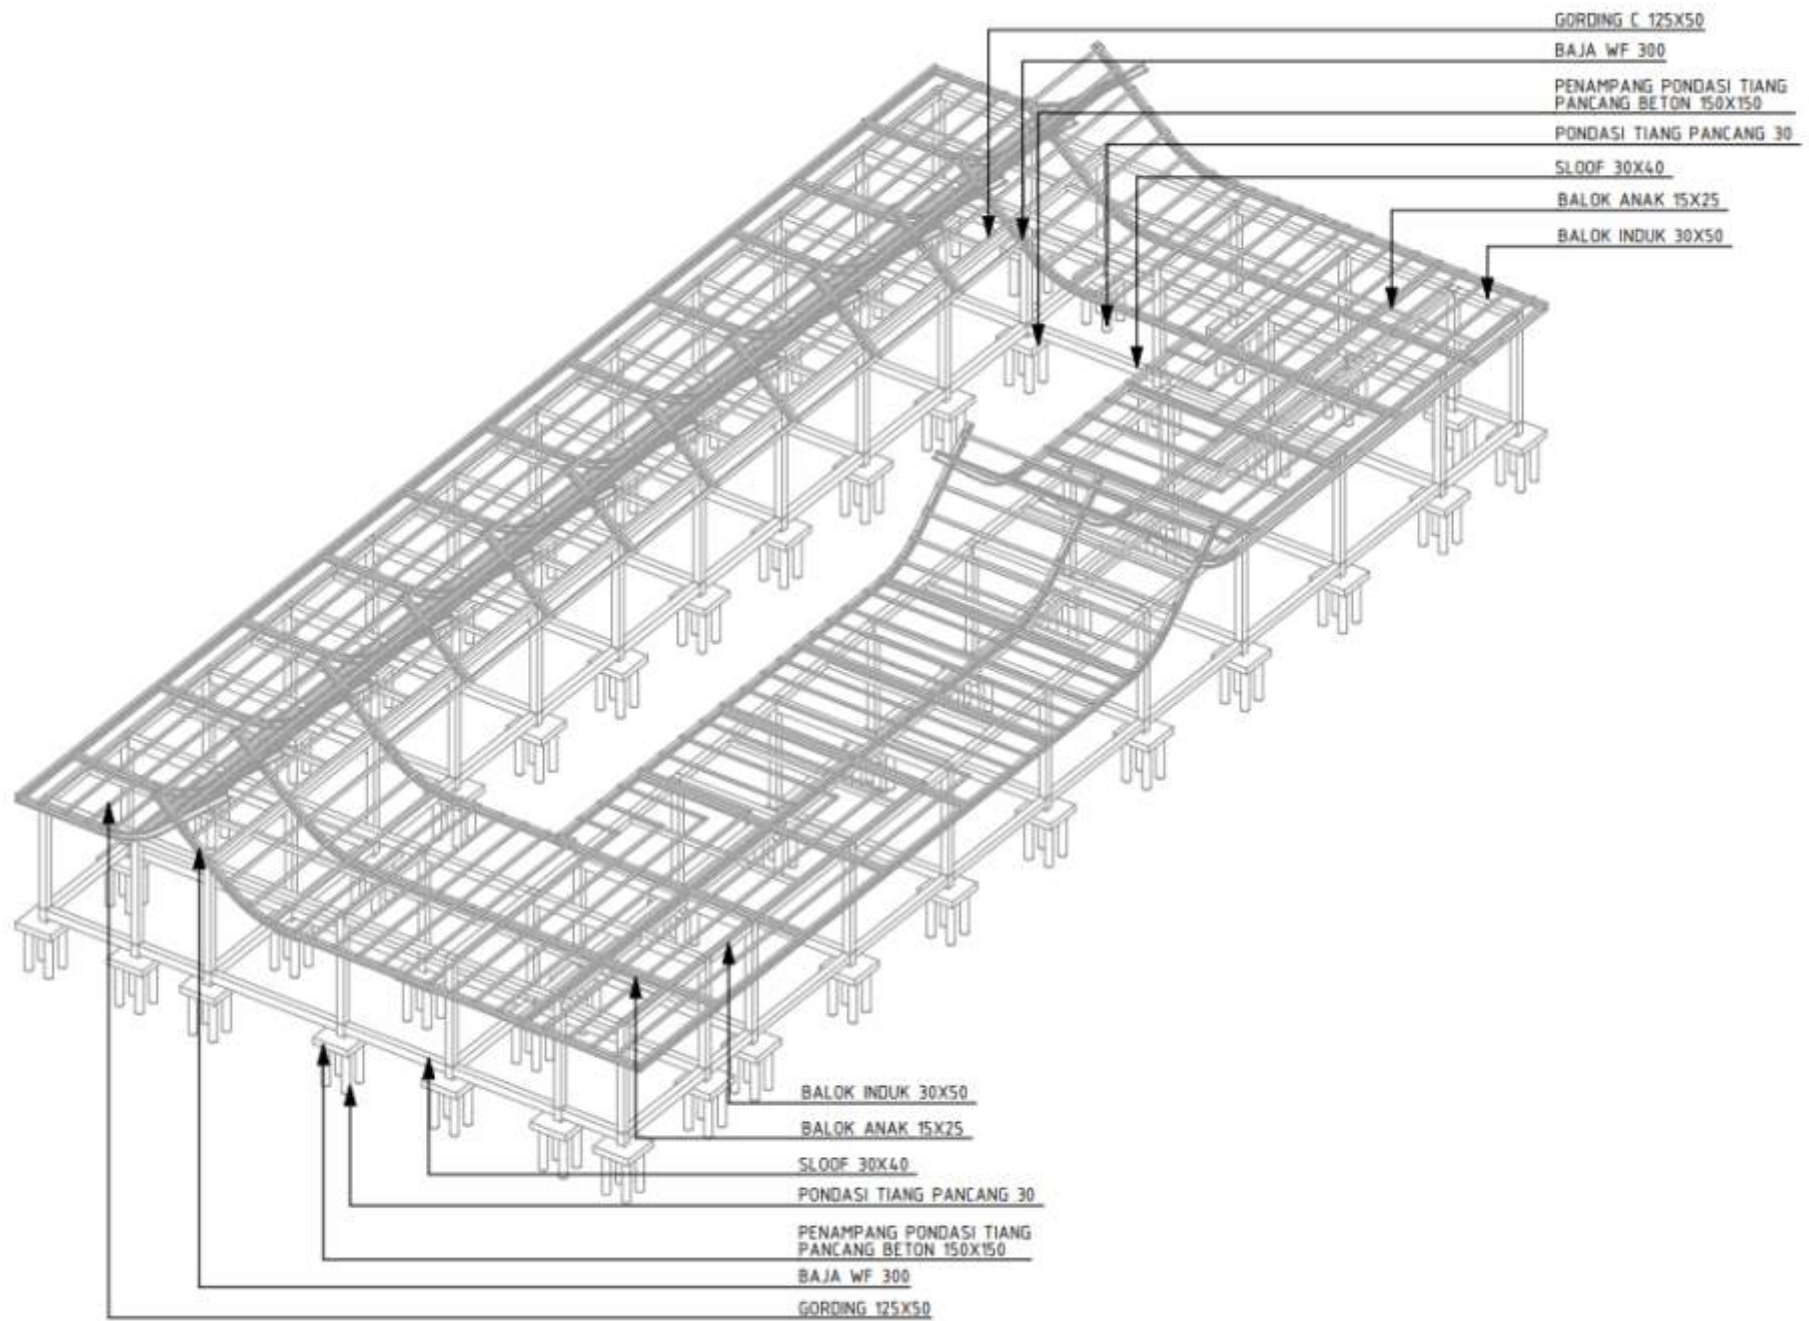 GORDING C 125X50
BAJA WF 300
PENAMPANG PONDASI TIANG
PANCANG BETON 150X150
PONDASI TIANG PANCANG 30
SLOOF 30X40
BALOK ANAK 15X25
BALOK INDUK 30X50
BALOK INDUK 30X50
BALOK ANAK 15X25
SLOOF 30X40
PONDASI TIANG PANCANG 30
PENAMPANG PONDASI TIANG
PANCANG BETON 150X150
BAJA WF 300
GORDING 125X50